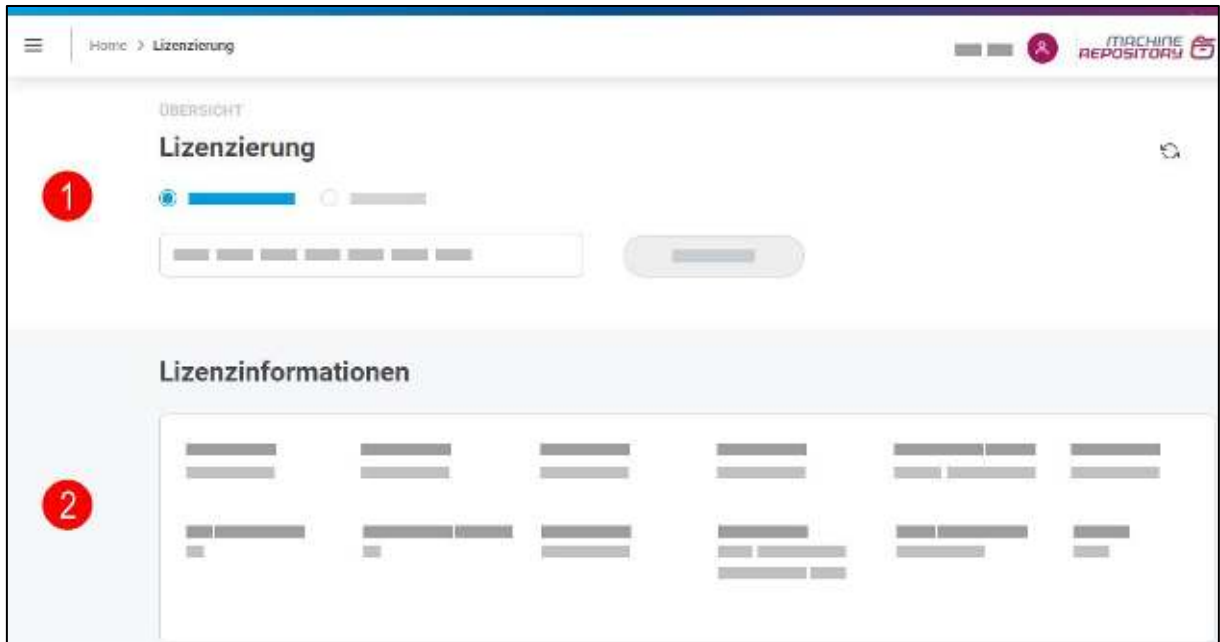 Home > Lizenzierung
MACHINE
REPOSITORY
ÜBERSICHT
Lizenzierung
1
Lizenzinformationen
2